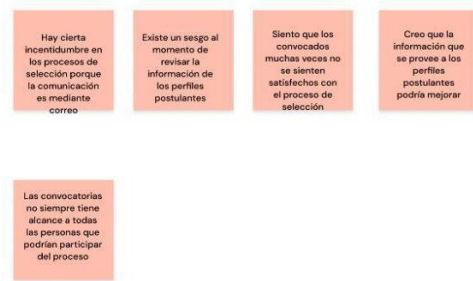 Hay cierta
incentidumbre en
los procesos de
selección porque
la comunicación
es mediante
correo
Existe un sesgo al
momento de
revisar la
información de
los perfiles
postulantes
Siento que los
convocados
muchas veces no
se sienten
satisfechos con
el proceso de
selección
Creo que la
información que
se provee a los
perfiles
postulantes
podría mejorar
Las convocatorias
no siempre tiene
alcance a todas
las personas que
podrían participar
del proceso